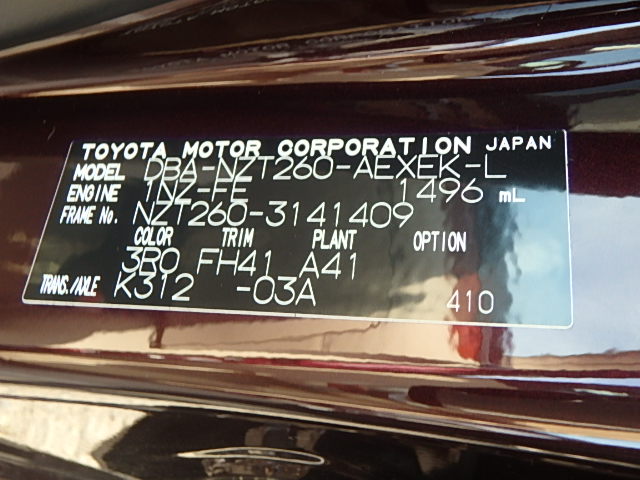 TOYOTA MOTOR CORPORATION JAPAN
MODEL DBA-NZT260-AEXEK-L
ENGINE 1NZ-FE 1496 mL
FRAME No. NZT260-3141409
COLOR TRIM PLANT OPTION
3R0 FH41 A41
TRANS./AXLE K312 -03A 410